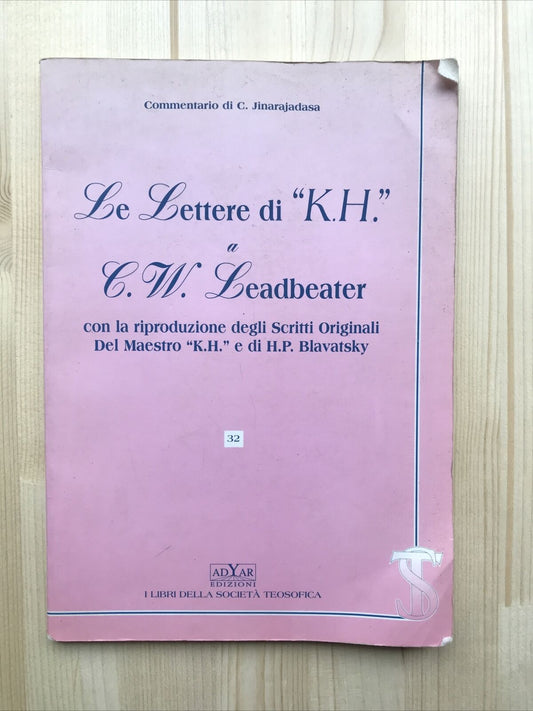 Commentario di C. Jinarajadasa
Le Lettere di “K.H.”
a
C.W. Leadbeater
con la riproduzione degli Scritti Originali
Del Maestro “K.H.” e di H.P. Blavatsky
32
ADYAR
EDIZIONI
I LIBRI DELLA SOCIETÀ TEOSOFICA
TS